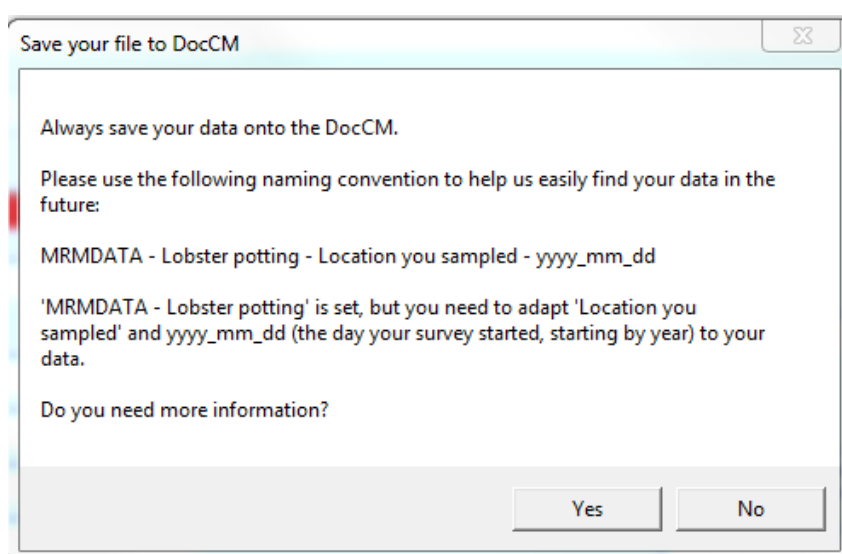 Save your file to DocCM
Always save your data onto the DocCM.
Please use the following naming convention to help us easily find your data in the
future:
MRMDATA - Lobster potting - Location you sampled - yyyy_mm_dd
'MRMDATA - Lobster potting' is set, but you need to adapt 'Location you
sampled' and yyyy_mm_dd (the day your survey started, starting by year) to your
data.
Do you need more information?
Yes
No